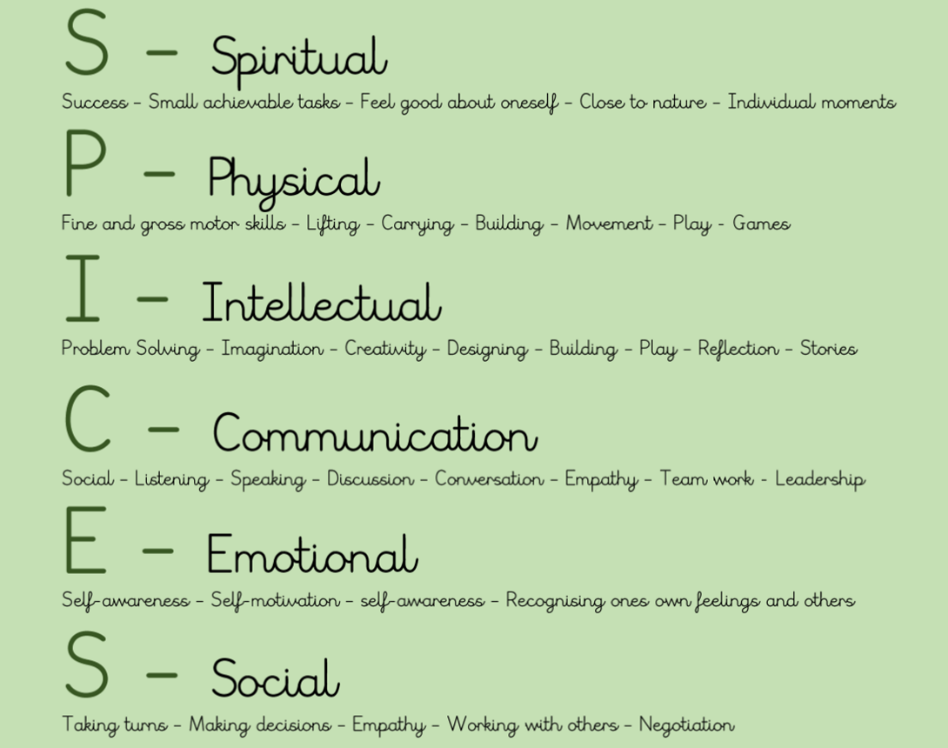 S - Spiritual
Success - Small achievable tasks - Feel good about oneself - Close to nature - Individual moments
P - Physical
Fine and gross motor skills - Lifting - Carrying - Building - Movement - Play - Games
I - Intellectual
Problem Solving - Imagination - Creativity - Designing - Building - Play - Reflection - Stories
C - Communication
Social - Listening - Speaking - Discussion - Conversation - Empathy - Team work - Leadership
E - Emotional
Self-awareness - Self-motivation - self-awareness - Recognising ones own feelings and others
S - Social
Taking turns - Making decisions - Empathy - Working with others - Negotiation